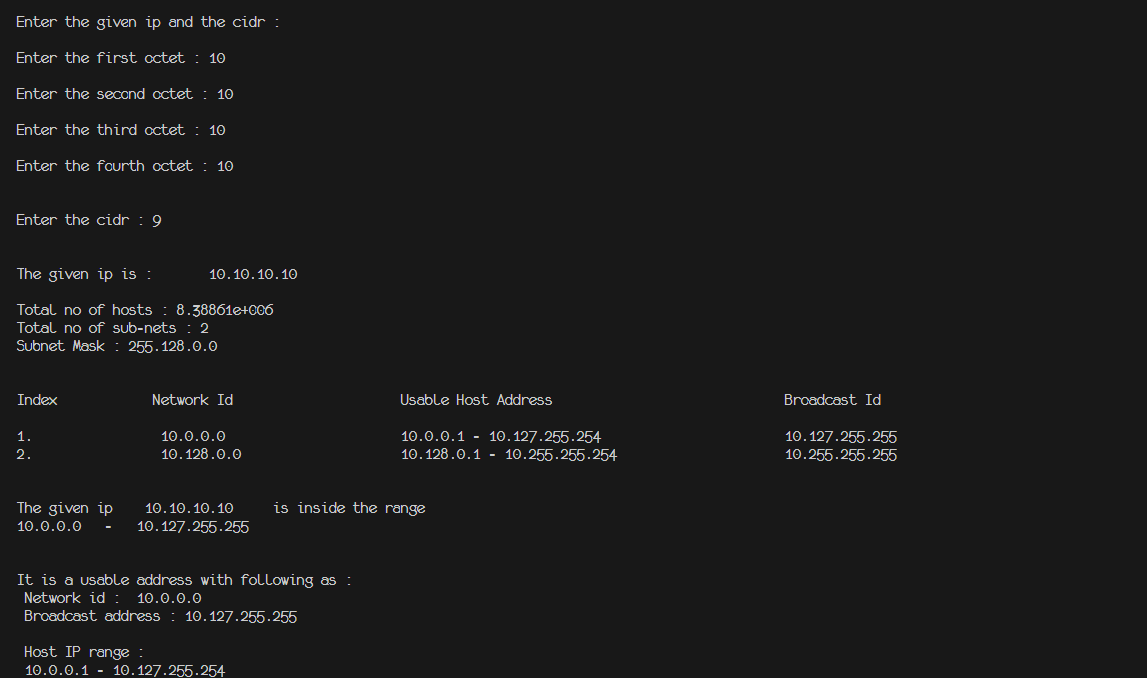 Enter the given ip and the cidr :
Enter the first octet : 10
Enter the second octet : 10
Enter the third octet : 10
Enter the fourth octet : 10
Enter the cidr : 9
The given ip is : 10.10.10.10
Total no of hosts : 8.38861e+006
Total no of sub-nets : 2
Subnet Mask : 255.128.0.0
Index Network Id Usable Host Address Broadcast Id
1. 10.0.0.0 10.0.0.1 - 10.127.255.254 10.127.255.255
2. 10.128.0.0 10.128.0.1 - 10.255.255.254 10.255.255.255
The given ip 10.10.10.10 is inside the range
10.0.0.0 - 10.127.255.255
It is a usable address with following as :
Network id : 10.0.0.0
Broadcast address : 10.127.255.255
Host IP range :
10.0.0.1 - 10.127.255.254